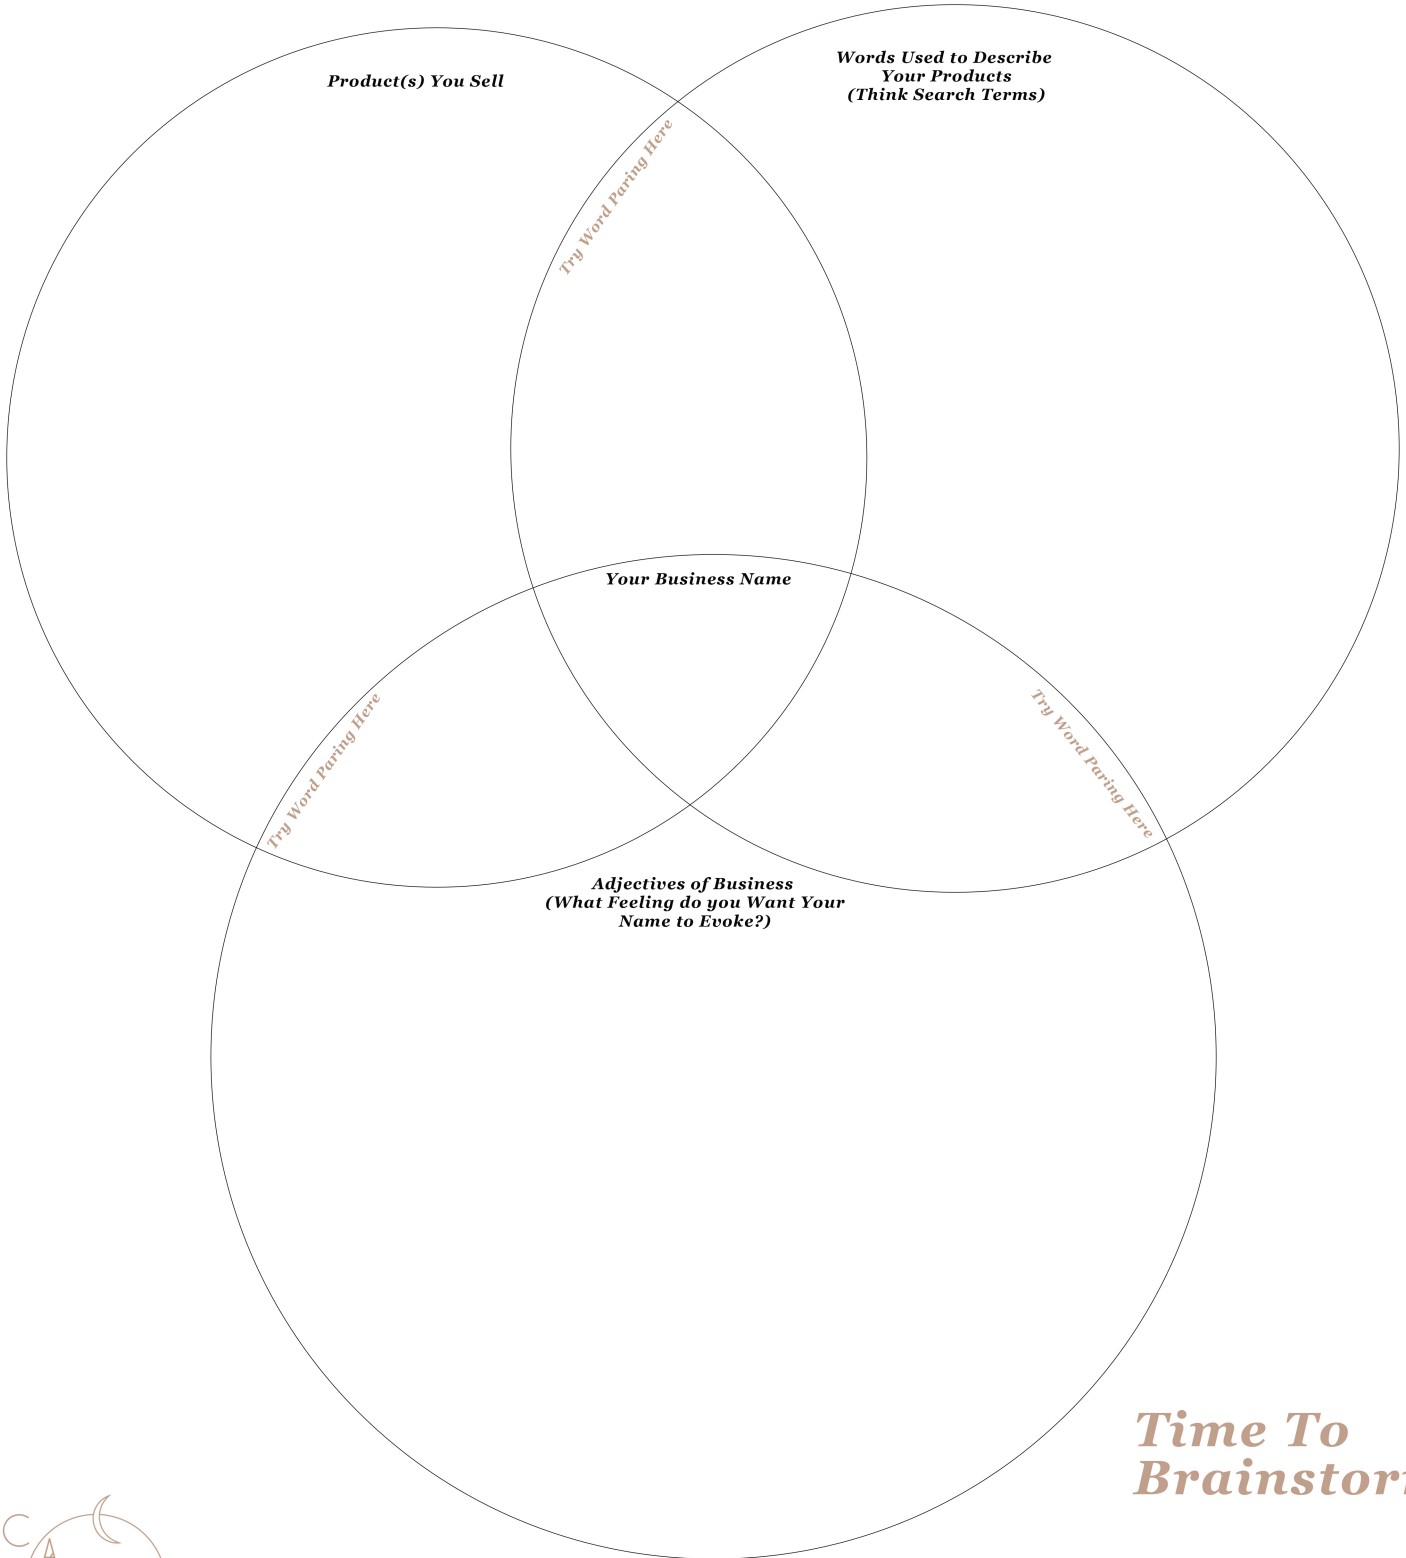 Product(s) You Sell
Words Used to Describe
Your Products
(Think Search Terms)
Try Word Paring Here
Your Business Name
Try Word Paring Here
Try Word Paring Here
Adjectives of Business
(What Feeling do you Want Your
Name to Evoke?)
Time To
Brainstor
C